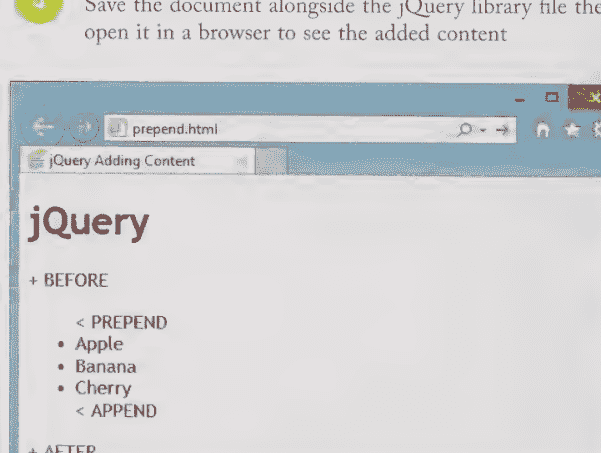 Save the document alongside the jQuery library file the
open it in a browser to see the added content
prepend.html
jQuery Adding Content
jQuery
+ BEFORE
< PREPEND
• Apple
• Banana
• Cherry
< APPEND
+ AFTER